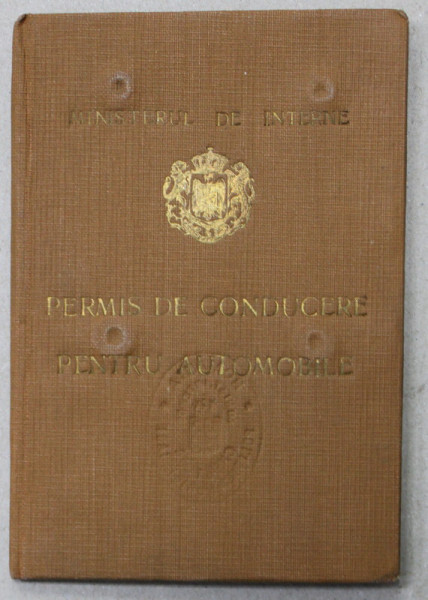 MINISTERUL DE INTERNE
PERMIS DE CONDUCERE
PENTRU AUTOMOBILE